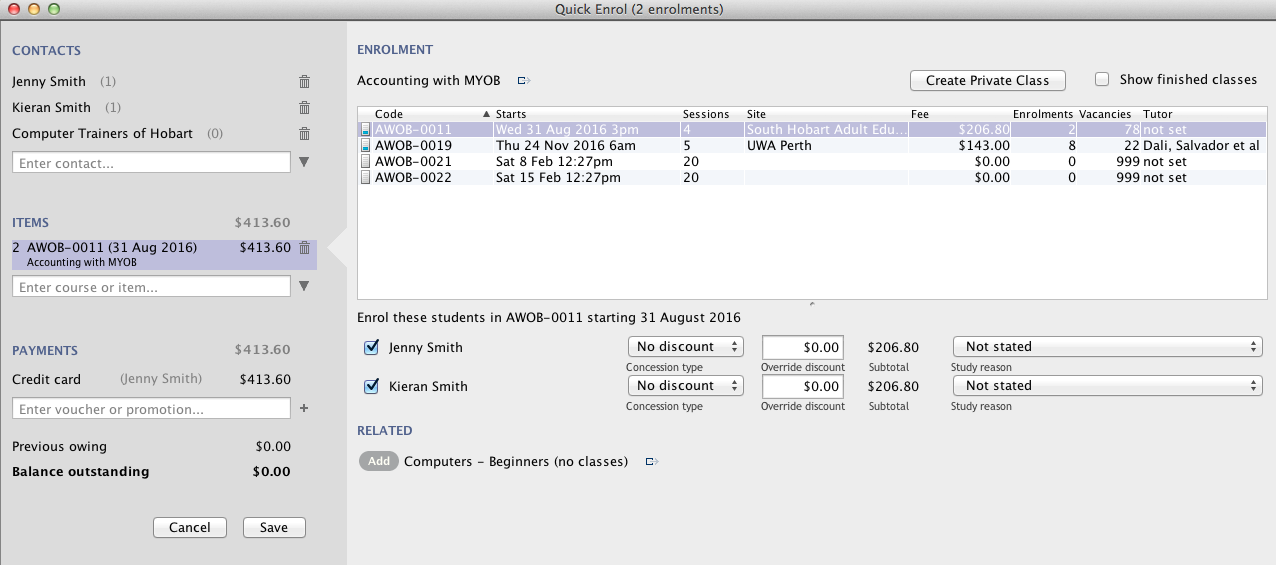 Quick Enrol (2 enrolments)
CONTACTS
Jenny Smith (1)
Kieran Smith (1)
Computer Trainers of Hobart (0)
Enter contact...
ITEMS $413.60
2 AWOB-0011 (31 Aug 2016) $413.60
Accounting with MYOB
Enter course or item...
PAYMENTS $413.60
Credit card (Jenny Smith) $413.60
Enter voucher or promotion...
Previous owing $0.00
Balance outstanding $0.00
Cancel Save
ENROLMENT
Accounting with MYOB Create Private Class Show finished classes
Code Starts Sessions Site Fee Enrolments Vacancies Tutor
AWOB-0011 Wed 31 Aug 2016 3pm 4 South Hobart Adult Edu... $206.80 2 78 not set
AWOB-0019 Thu 24 Nov 2016 6am 5 UWA Perth $143.00 8 22 Dali, Salvador et al
AWOB-0021 Sat 8 Feb 12:27pm 20 $0.00 0 999 not set
AWOB-0022 Sat 15 Feb 12:27pm 20 $0.00 0 999 not set
Enrol these students in AWOB-0011 starting 31 August 2016
Jenny Smith No discount $0.00 $206.80 Not stated
Concession type Override discount Subtotal Study reason
Kieran Smith No discount $0.00 $206.80 Not stated
Concession type Override discount Subtotal Study reason
RELATED
Add Computers - Beginners (no classes)